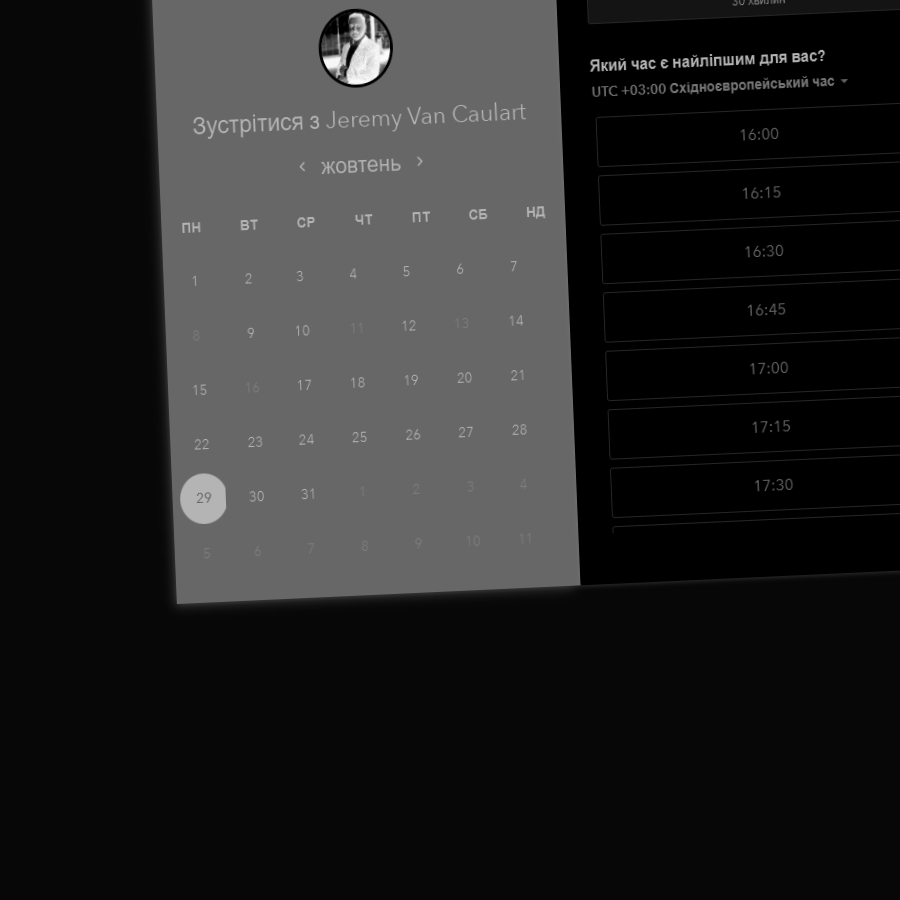 Зустрітися з Jeremy Van Caulart
жовтень
ПН ВТ СР ЧТ ПТ СБ НД
1 2 3 4 5 6 7
8 9 10 11 12 13 14
15 16 17 18 19 20 21
22 23 24 25 26 27 28
29 30 31 1 2 3 4
5 6 7 8 9 10 11
30 хвилин
Який час є найліпшим для вас?
UTC +03:00 Східноєвропейський час
16:00
16:15
16:30
16:45
17:00
17:15
17:30